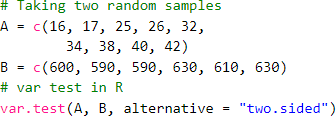 # Taking two random samples
A = c(16, 17, 25, 26, 32,
34, 38, 40, 42)
B = c(600, 590, 590, 630, 610, 630)
# var test in R
var.test(A, B, alternative = "two.sided")